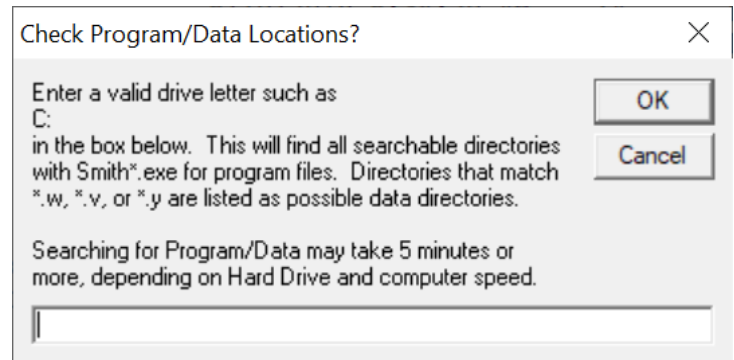 Check Program/Data Locations?
Enter a valid drive letter such as
C:
in the box below.  This will find all searchable directories
with Smith*.exe for program files.  Directories that match
*.w, *.v, or *.y are listed as possible data directories.
Searching for Program/Data may take 5 minutes or
more, depending on Hard Drive and computer speed.
OK
Cancel